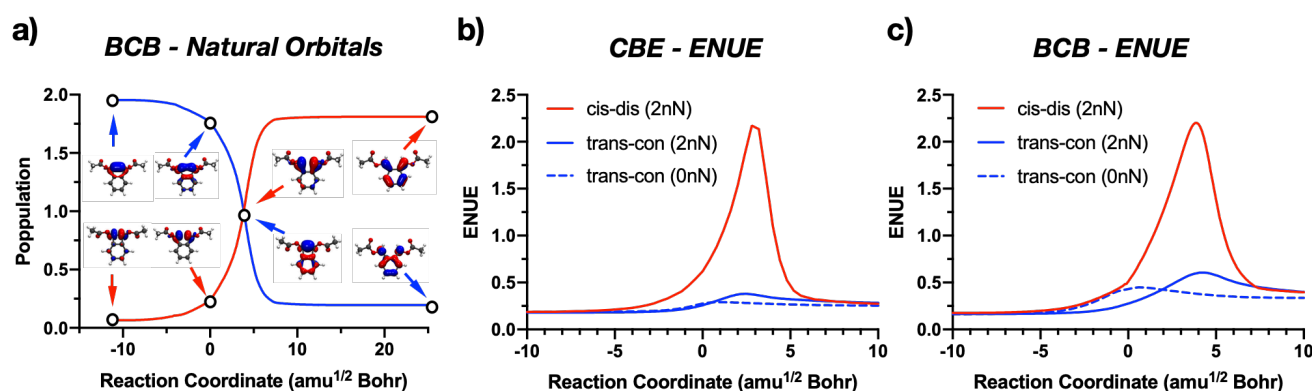 a)
BCB - Natural Orbitals
Poppulation
2.0
1.5
1.0
0.5
0.0
-10
0
10
20
Reaction Coordinate (amu1/2 Bohr)
b)
CBE - ENUE
cis-dis (2nN)
trans-con (2nN)
trans-con (0nN)
ENUE
2.5
2.0
1.5
1.0
0.5
0.0
-10
-5
0
5
10
Reaction Coordinate (amu1/2 Bohr)
c)
BCB - ENUE
cis-dis (2nN)
trans-con (2nN)
trans-con (0nN)
ENUE
2.5
2.0
1.5
1.0
0.5
0.0
-10
-5
0
5
10
Reaction Coordinate (amu1/2 Bohr)